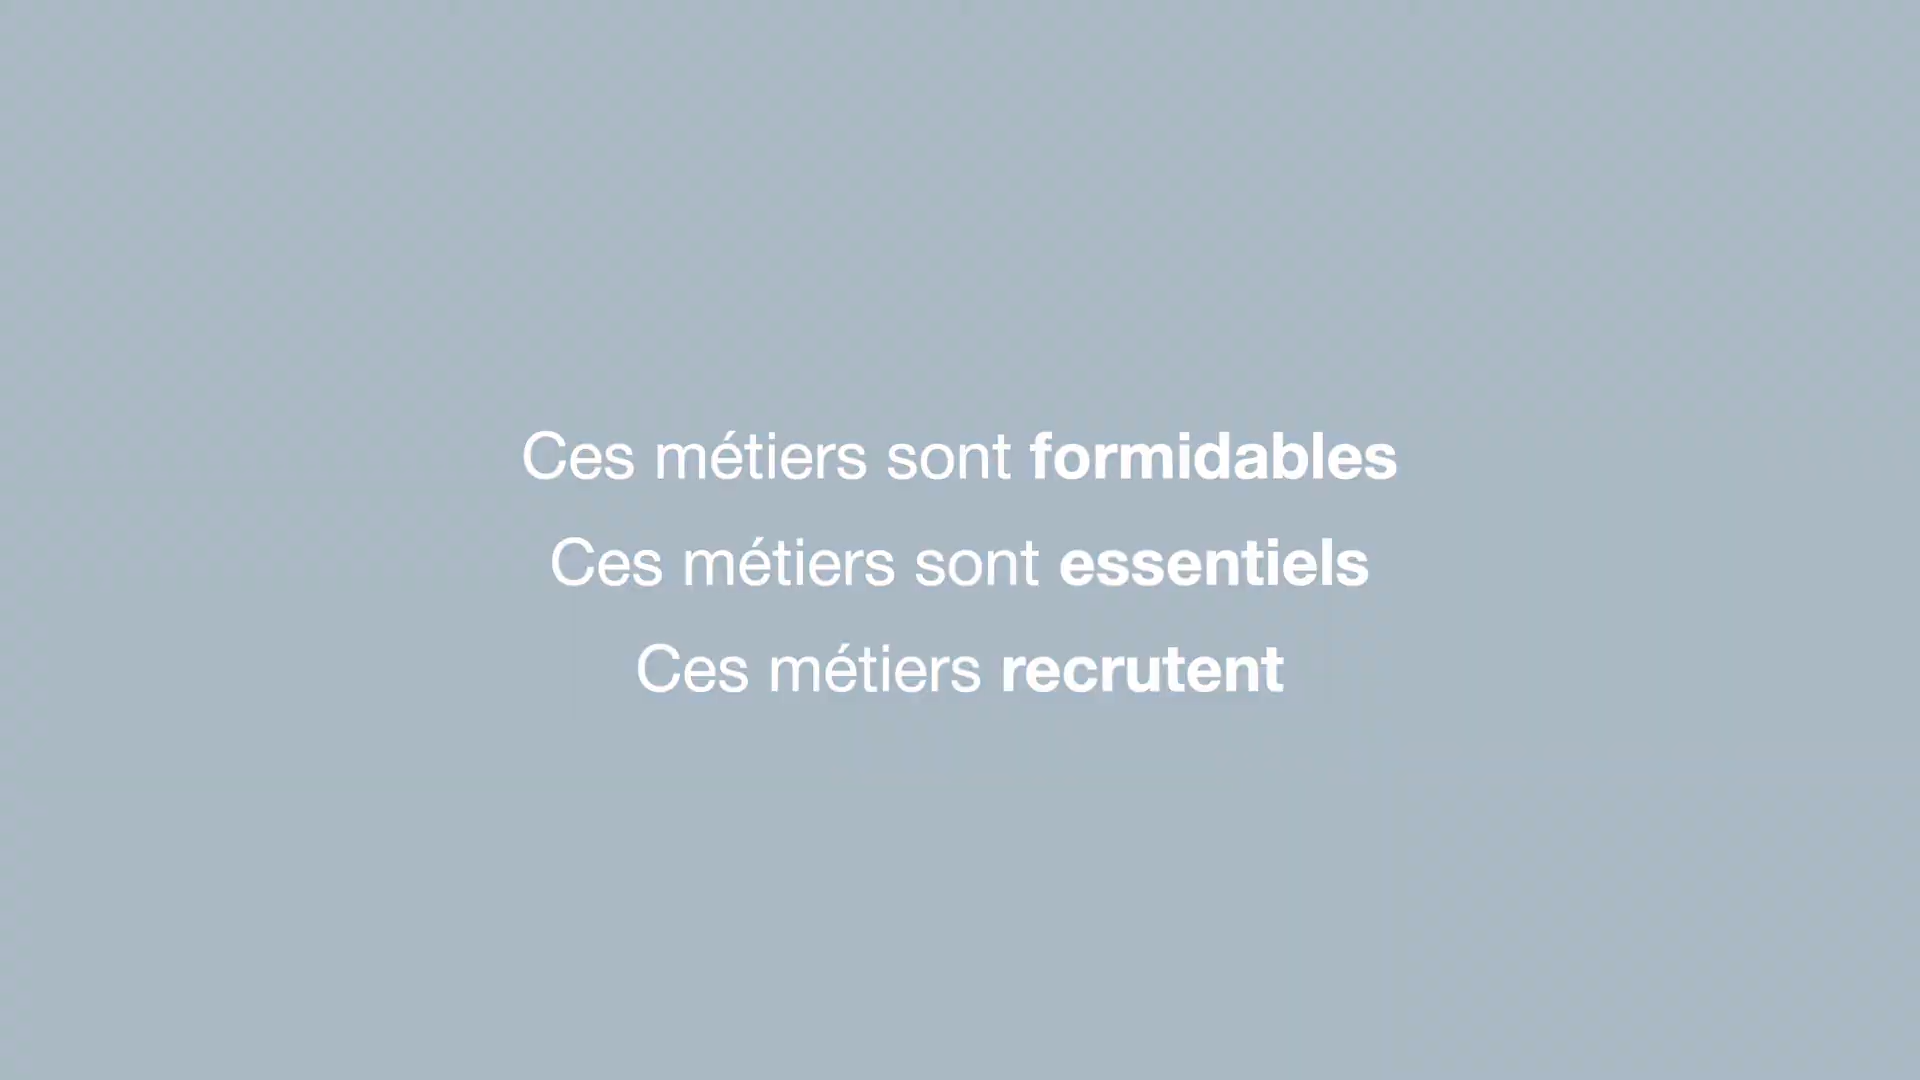 Ces métiers sont formidables
Ces métiers sont essentiels
Ces métiers recrutent